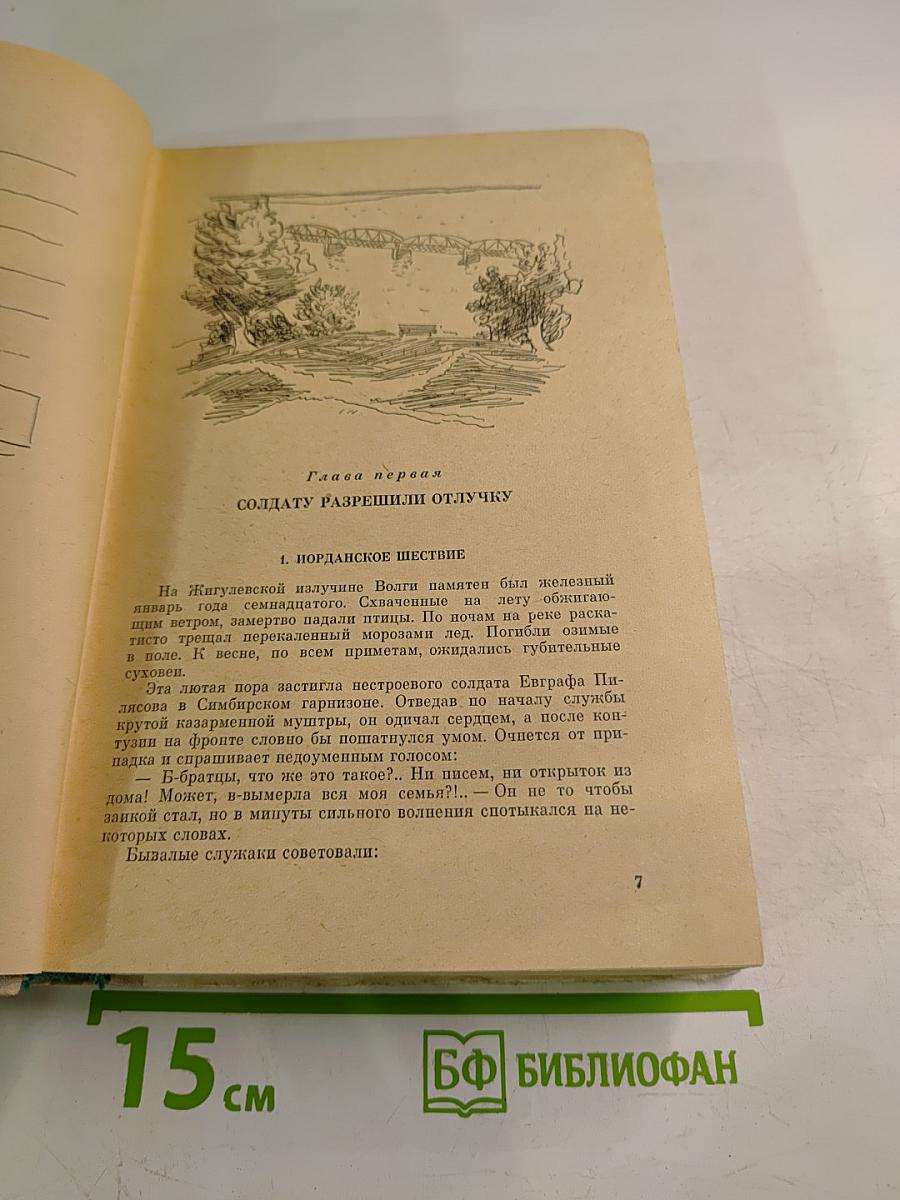 Глава первая
СОЛДАТУ РАЗРЕШИЛИ ОТЛУЧКУ
1. ИОРДАНСКОЕ ШЕСТВИЕ
На Жигулевской излучине Волги памятен был железный
январь года семнадцатого. Схваченные на лету обжигаю-
щим ветром, замертво падали птицы. По ночам на реке раска-
тисто трещал перекаленный морозами лед. Погибли озимые
в поле. К весне, по всем приметам, ожидались губительные
суховеи.
Эта лютая пора застигла нестроевого солдата Евграфа Пи-
лясова в Симбирском гарнизоне. Отведав по началу службы
крутой казарменной муштры, он одичал сердцем, а после кон-
тузии на фронте словно бы пошатнулся умом. Очнется от при-
падка и спрашивает недоуменным голосом:
— Б-братцы, что же это такое?.. Ни писем, ни открыток из
дома! Может, в-вымерла вся моя семья?!.. — Он не то чтобы
заикой стал, но в минуты сильного волнения спотыкался на не-
которых словах.
Бывалые служаки советовали:
7
15 см
БФ БИБЛИОФАН